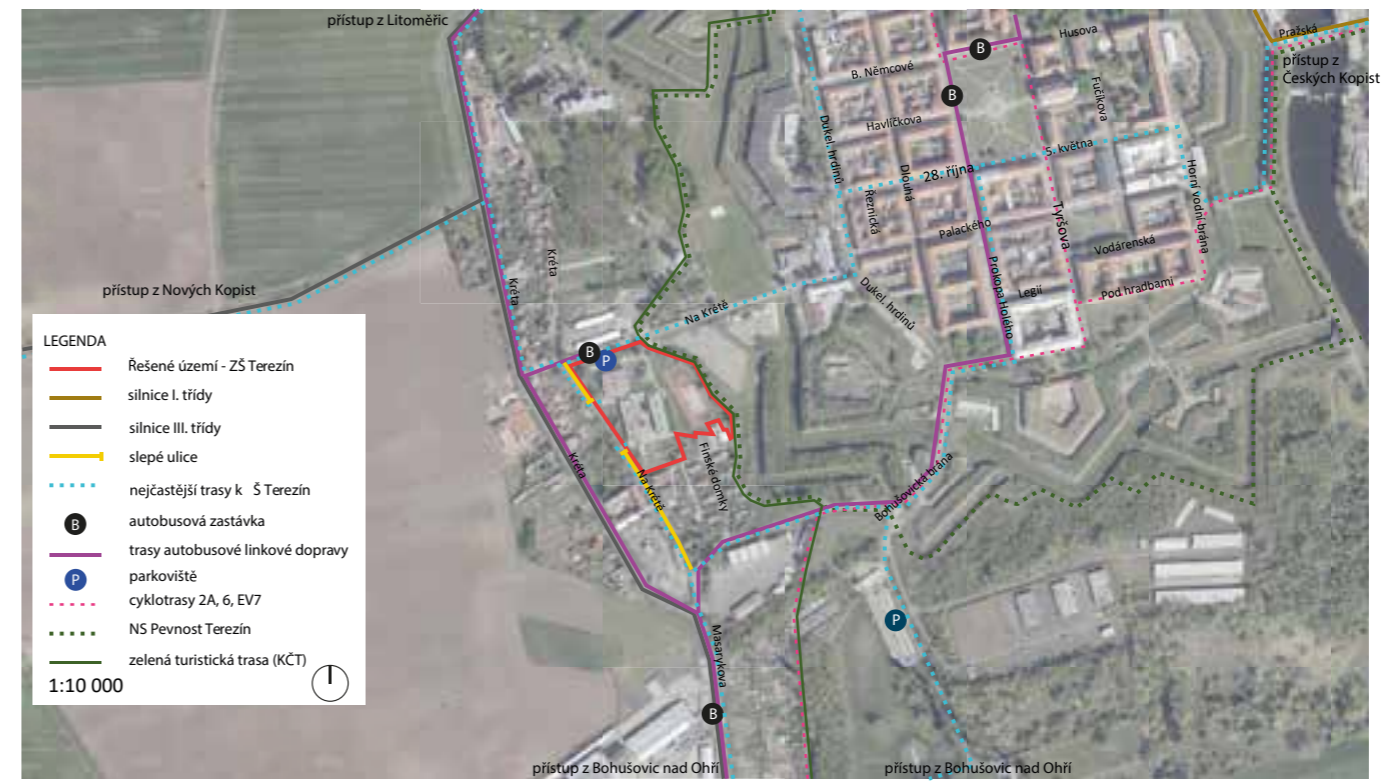 přístup z Litoměřic
Husova
Pražská
B
přístup z
Českých Kopist
B. Němcové
Fučíkova
B
Havlíčkova
Dukel. hrdinů
5. května
28. října
Dlouhá
Řeznická
Horní vodní brána
Tyršova
Palackého
Vodárenská
Kréta
Prokopa Holého
Legií
Pod hradbami
Kréta
přístup z Nových Kopist
Na Krétě
Dukel. hrdinů
B
P
Kréta
Na Krétě
Finské domky
Bohušovická brána
P
Masarykova
B
přístup z Bohušovic nad Ohří
přístup z Bohušovic nad Ohří
LEGENDA
Řešené území - ZŠ Terezín
silnice I. třídy
silnice III. třídy
slepé ulice
nejčastější trasy k Š Terezín
B autobusová zastávka
trasy autobusové linkové dopravy
P parkoviště
cyklotrasy 2A, 6, EV7
NS Pevnost Terezín
zelená turistická trasa (KČT)
1:10 000